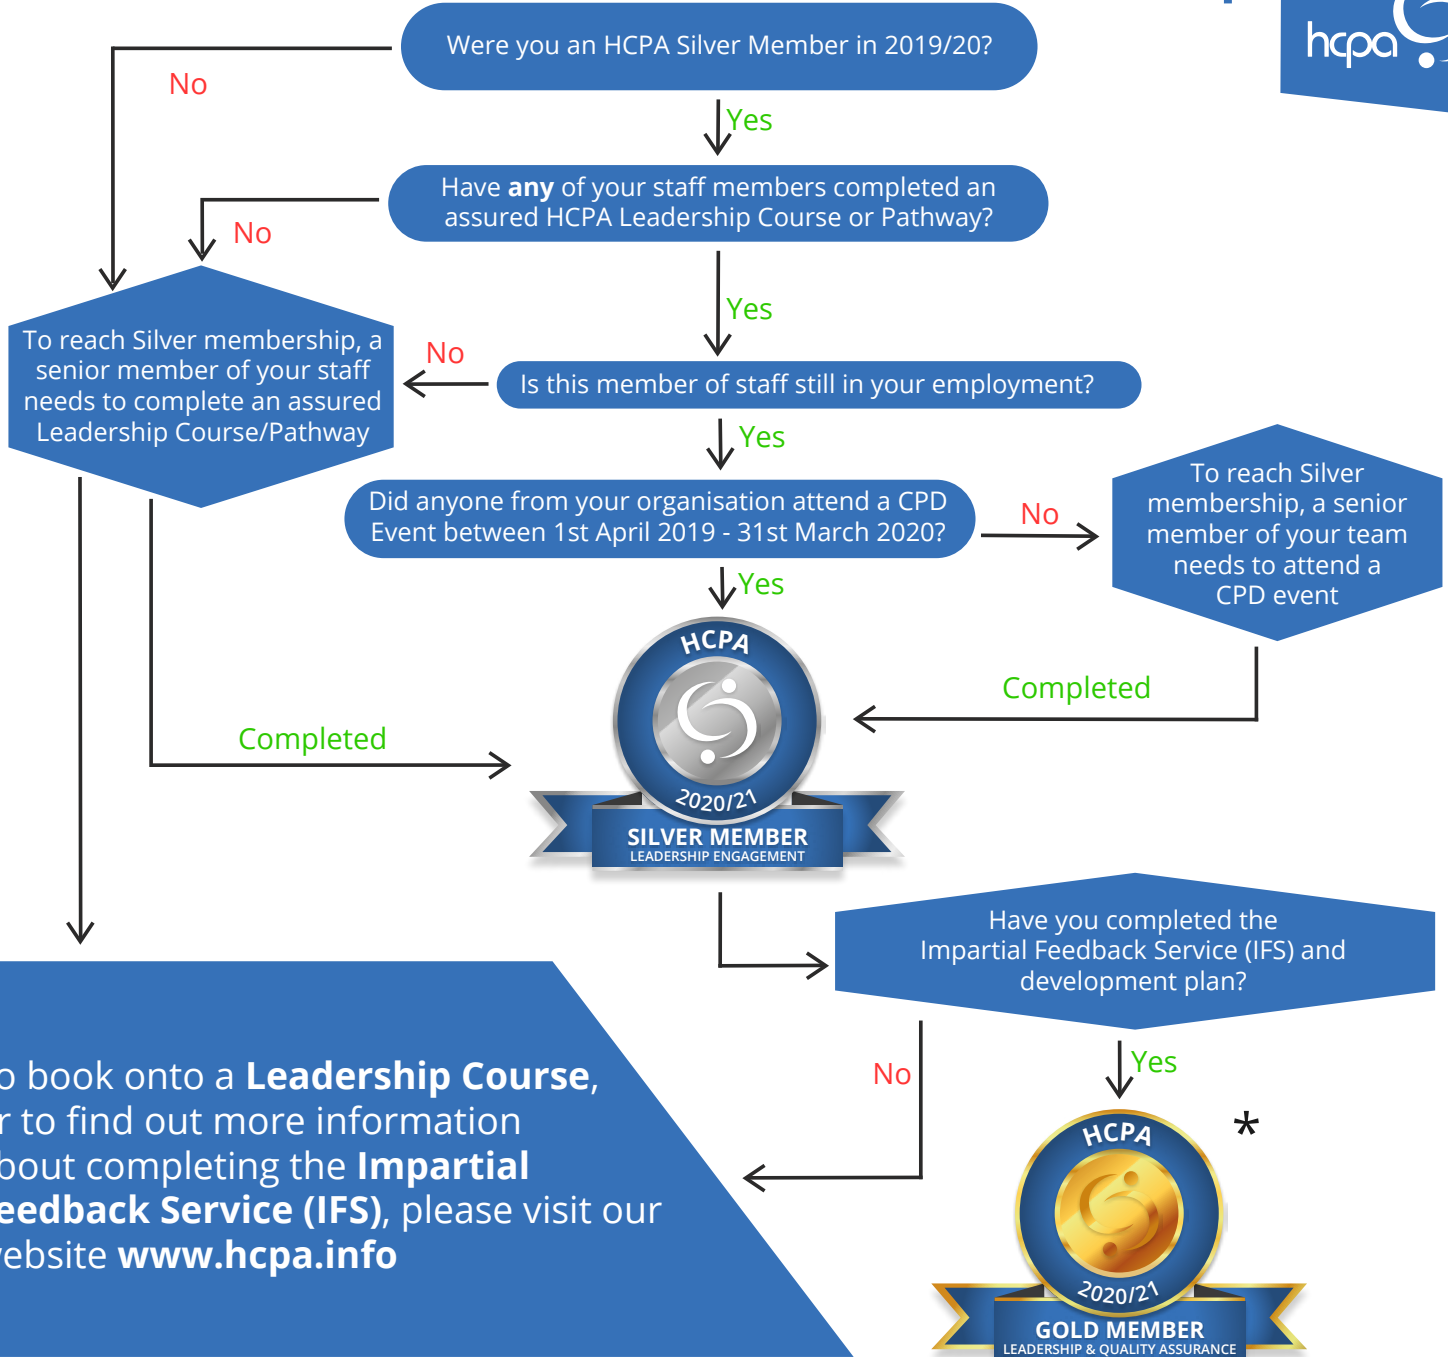 hcpa
Were you an HCPA Silver Member in 2019/20?
No
Yes
Have any of your staff members completed an
assured HCPA Leadership Course or Pathway?
No
Yes
To reach Silver membership, a
senior member of your staff
needs to complete an assured
Leadership Course/Pathway
No
Is this member of staff still in your employment?
Yes
Did anyone from your organisation attend a CPD
Event between 1st April 2019 - 31st March 2020?
No
To reach Silver
membership, a senior
member of your team
needs to attend a
CPD event
Yes
Completed
Completed
HCPA
2020/21
SILVER MEMBER
LEADERSHIP ENGAGEMENT
Have you completed the
Impartial Feedback Service (IFS) and
development plan?
No
Yes
o book onto a Leadership Course,
r to find out more information
bout completing the Impartial
eedback Service (IFS), please visit our
ebsite www.hcpa.info
*
HCPA
2020/21
GOLD MEMBER
LEADERSHIP & QUALITY ASSURANCE